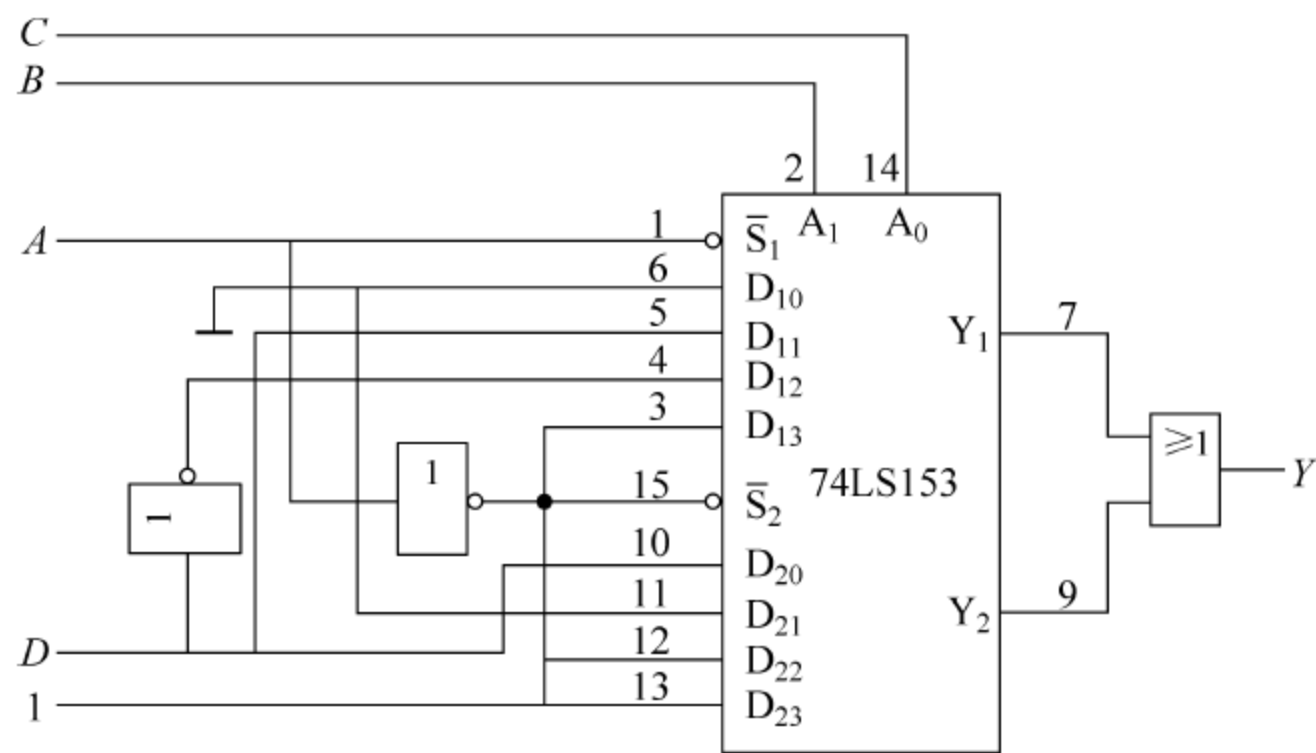 C
B
2 14
A 1 S̅₁ A₁ A₀
6 D₁₀
5 D₁₁ Y₁ 7
4 D₁₂
3 D₁₃
1 ≥1
15 S̅₂ 74LS153 Y
1
10 D₂₀
11 D₂₁ Y₂ 9
D 12 D₂₂
1 13 D₂₃